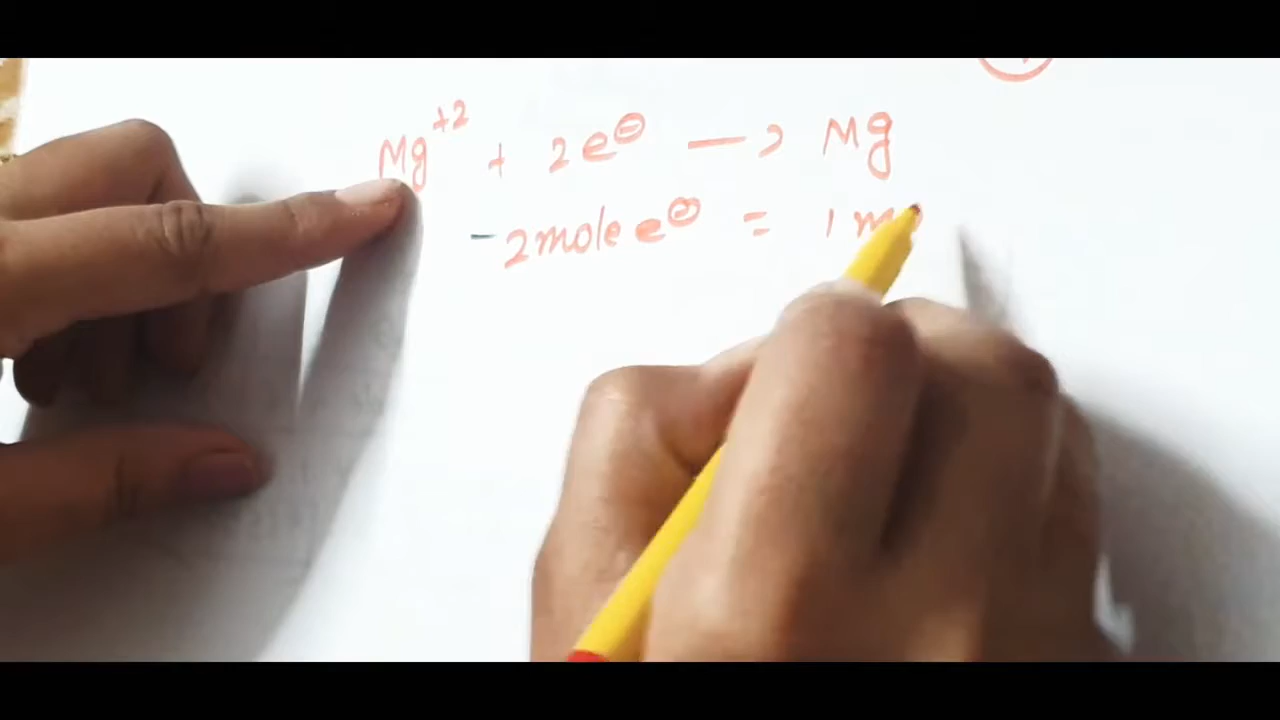 Mg⁺² + 2e⊖ → Mg
2mole e⊖ = 1 m